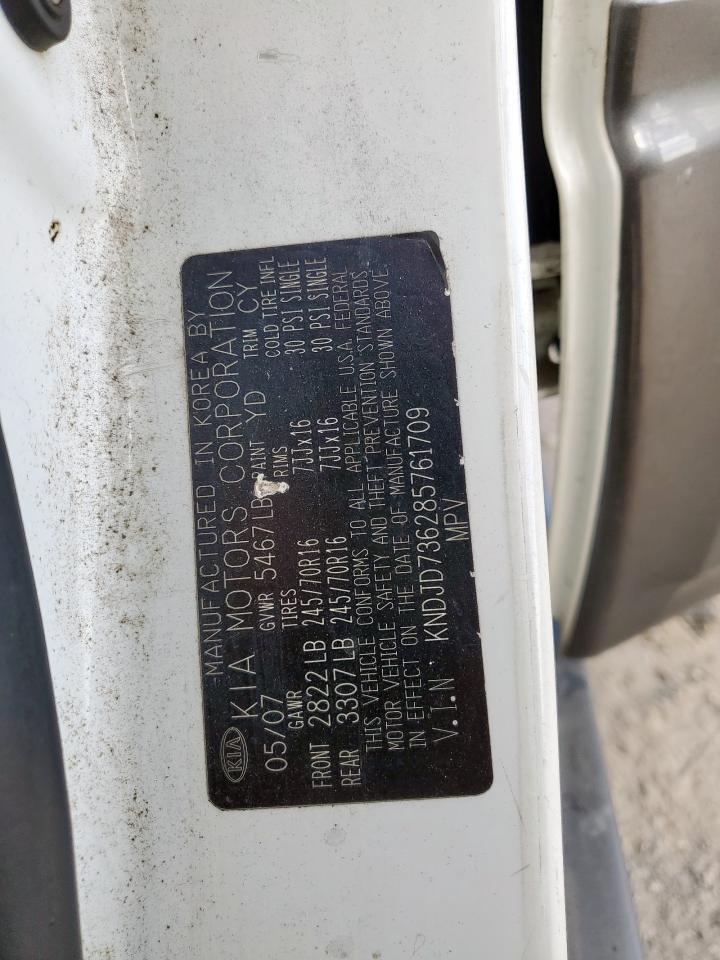 MANUFACTURED IN KOREA BY
KIA KIA MOTORS CORPORATION
05/07 GVWR 5467LB PAINT YD TRIM CY
GAWR TIRES RIMS COLD TIRE INFL
FRONT 2822LB 245/70R16 7JJx16 30 PSI SINGLE
REAR 3307LB 245/70R16 7JJx16 30 PSI SINGLE
THIS VEHICLE CONFORMS TO ALL APPLICABLE U.S.A. FEDERAL
MOTOR VEHICLE SAFETY AND THEFT PREVENTION STANDARDS
IN EFFECT ON THE DATE OF MANUFACTURE SHOWN ABOVE.
V.I.N KNDJD736285761709
MPV